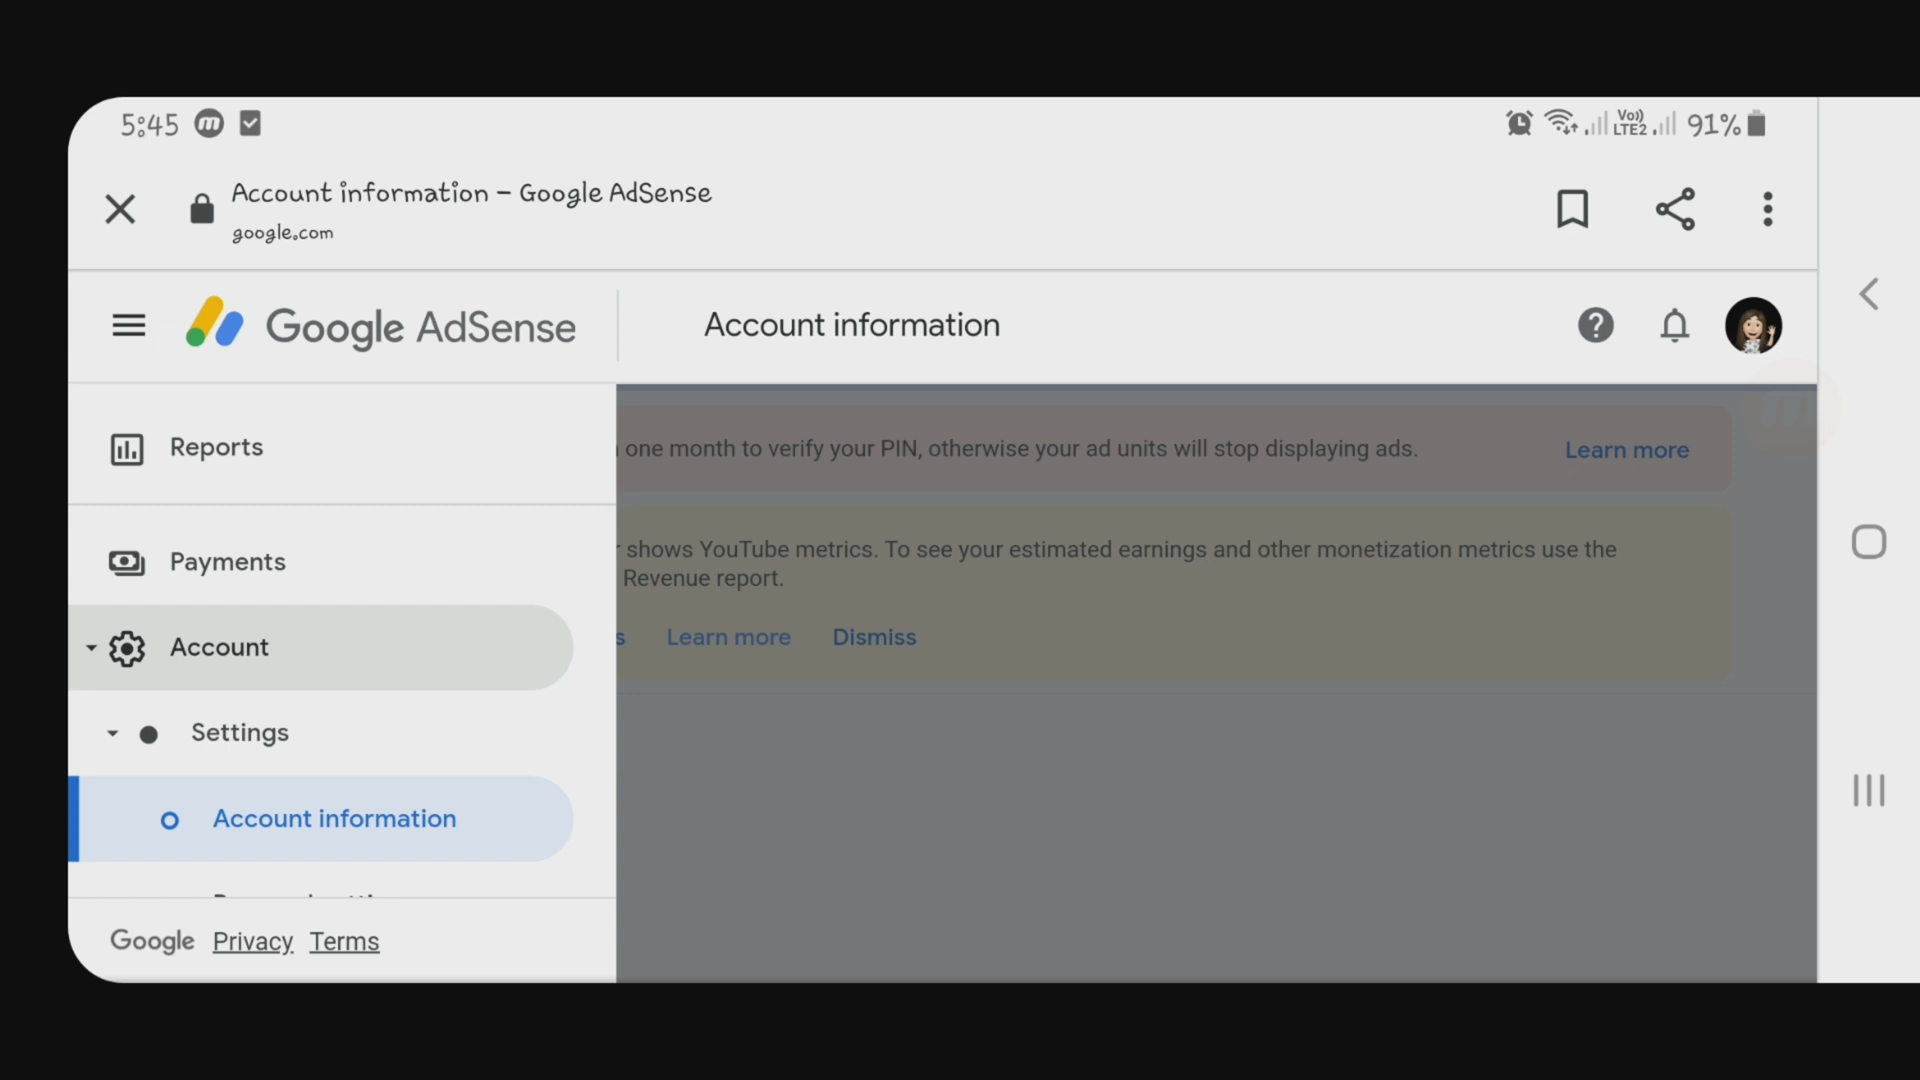 5:45
Vo))
LTE2
91%
Account information – Google AdSense
google.com
Google AdSense
Account information
Reports
one month to verify your PIN, otherwise your ad units will stop displaying ads.
Learn more
Payments
shows YouTube metrics. To see your estimated earnings and other monetization metrics use the
Revenue report.
Account
Learn more
Dismiss
Settings
Account information
Google Privacy Terms